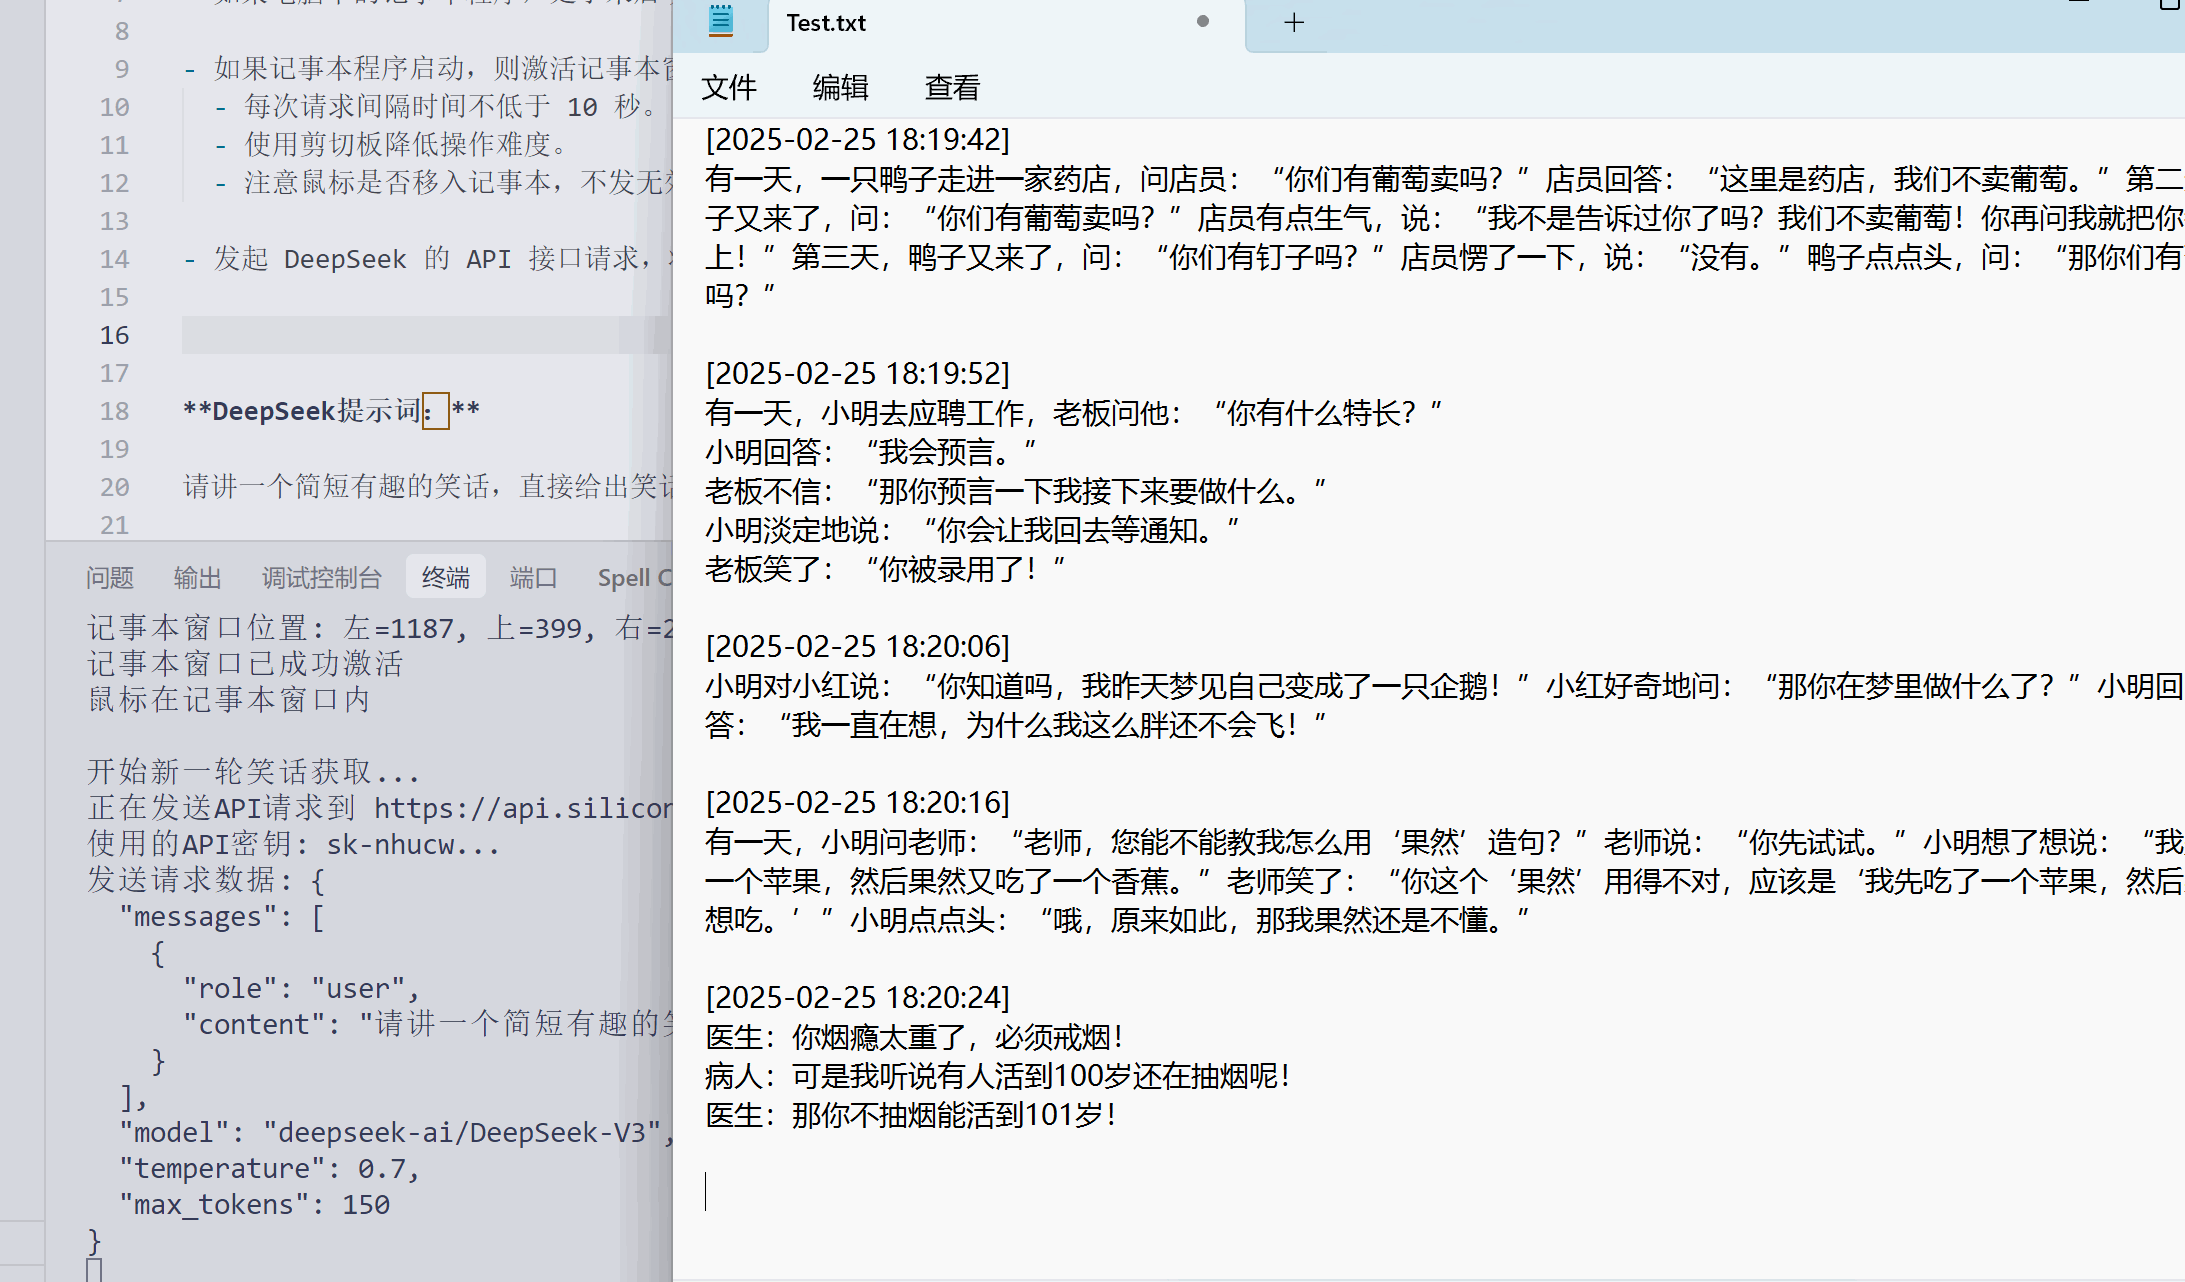 8
9 - 如果记事本程序启动，则激活记事本窗
10 - 每次请求间隔时间不低于 10 秒。
11 - 使用剪切板降低操作难度。
12 - 注意鼠标是否移入记事本，不发无效
13
14 - 发起 DeepSeek 的 API 接口请求，
15
16
17
18 **DeepSeek提示词：**
19
20 请讲一个简短有趣的笑话，直接给出笑话
21
问题 输出 调试控制台 终端 端口 Spell C
记事本窗口位置: 左=1187, 上=399, 右=2
记事本窗口已成功激活
鼠标在记事本窗口内
开始新一轮笑话获取...
正在发送API请求到 https://api.silicon
使用的API密钥: sk-nhucw...
发送请求数据: {
"messages": [
{
"role": "user",
"content": "请讲一个简短有趣的笑
}
],
"model": "deepseek-ai/DeepSeek-V3",
"temperature": 0.7,
"max_tokens": 150
}
Test.txt
文件 编辑 查看
[2025-02-25 18:19:42]
有一天，一只鸭子走进一家药店，问店员：“你们有葡萄卖吗？”店员回答：“这里是药店，我们不卖葡萄。”第二
子又来了，问：“你们有葡萄卖吗？”店员有点生气，说：“我不是告诉过你了吗？我们不卖葡萄！你再问我就把你
上！”第三天，鸭子又来了，问：“你们有钉子吗？”店员愣了一下，说：“没有。”鸭子点点头，问：“那你们有
吗？”
[2025-02-25 18:19:52]
有一天，小明去应聘工作，老板问他：“你有什么特长？”
小明回答：“我会预言。”
老板不信：“那你预言一下我接下来要做什么。”
小明淡定地说：“你会让我回去等通知。”
老板笑了：“你被录用了！”
[2025-02-25 18:20:06]
小明对小红说：“你知道吗，我昨天梦见自己变成了一只企鹅！”小红好奇地问：“那你在梦里做什么了？”小明回
答：“我一直在想，为什么我这么胖还不会飞！”
[2025-02-25 18:20:16]
有一天，小明问老师：“老师，您能不能教我怎么用‘果然’造句？”老师说：“你先试试。”小明想了想说：“我
一个苹果，然后果然又吃了一个香蕉。”老师笑了：“你这个‘果然’用得不对，应该是‘我先吃了一个苹果，然后
想吃。’”小明点点头：“哦，原来如此，那我果然还是不懂。”
[2025-02-25 18:20:24]
医生：你烟瘾太重了，必须戒烟！
病人：可是我听说有人活到100岁还在抽烟呢！
医生：那你不抽烟能活到101岁！